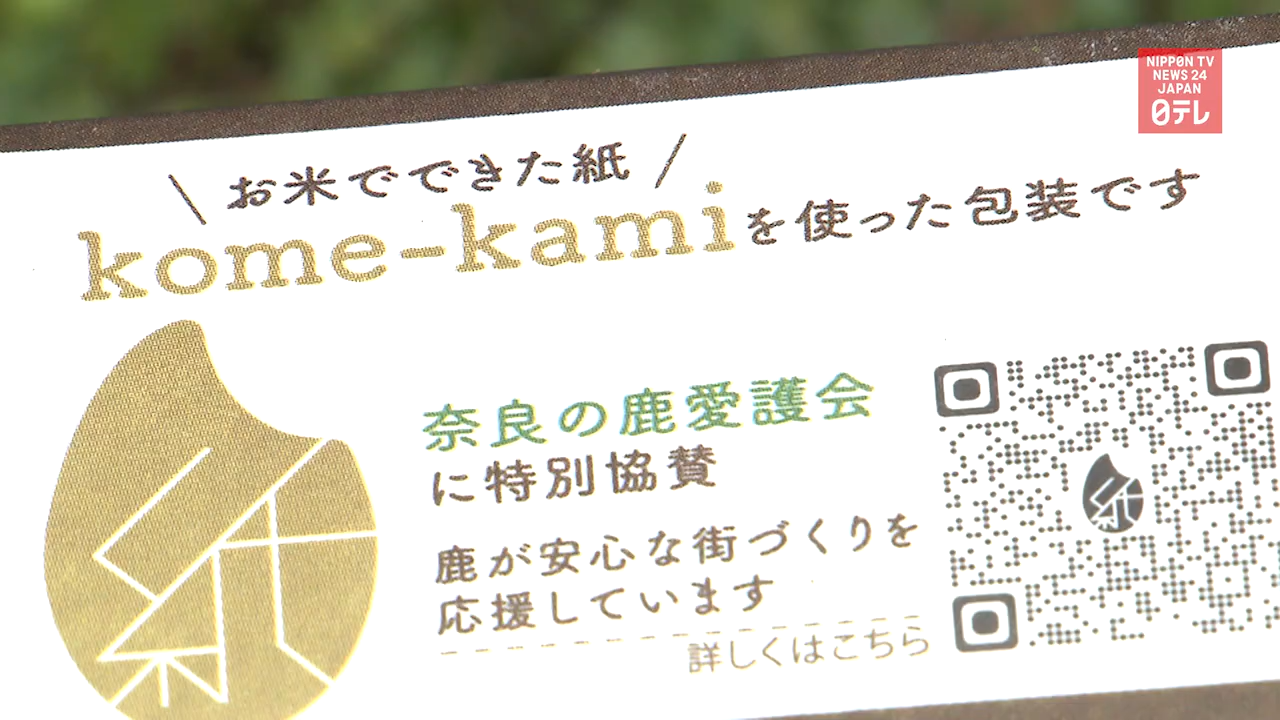 NIPPON TV
NEWS 24
JAPAN
日テレ
\ お米でできた紙 /
kome-kamiを使った包装です
紙
奈良の鹿愛護会
に特別協賛
鹿が安心な街づくりを
応援しています
詳しくはこちら